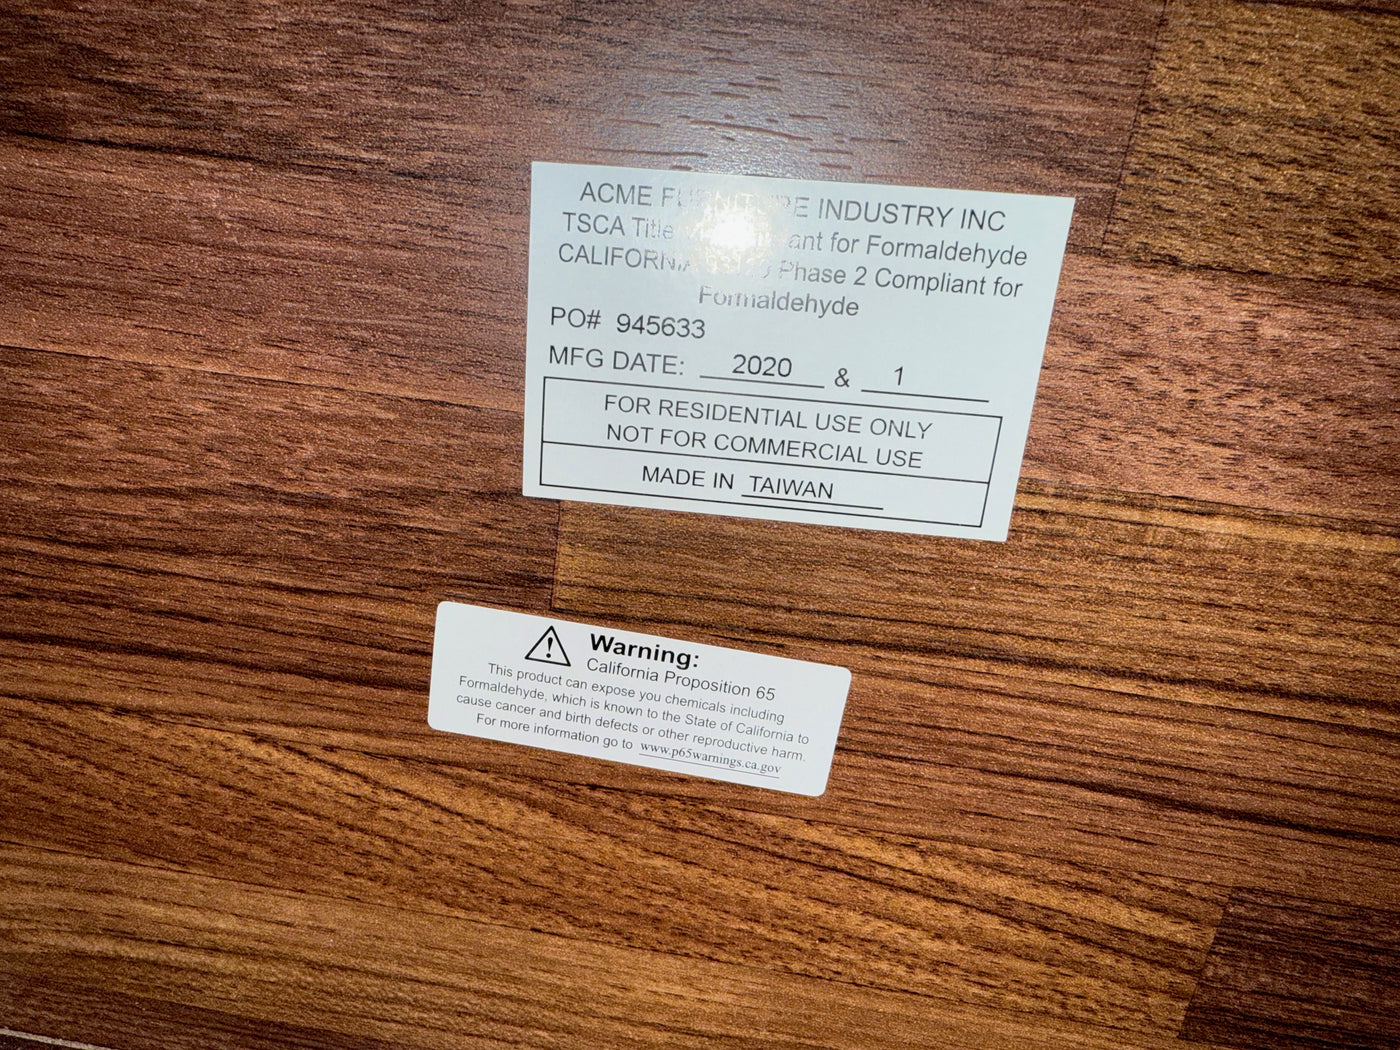 ACME FURNITURE INDUSTRY INC
TSCA Title ant for Formaldehyde
CALIFORNIA Phase 2 Compliant for
Formaldehyde
PO# 945633
MFG DATE: 2020 & 1
FOR RESIDENTIAL USE ONLY
NOT FOR COMMERCIAL USE
MADE IN TAIWAN
Warning:
California Proposition 65
This product can expose you chemicals including
Formaldehyde, which is known to the State of California to
cause cancer and birth defects or other reproductive harm.
For more information go to www.p65warnings.ca.gov